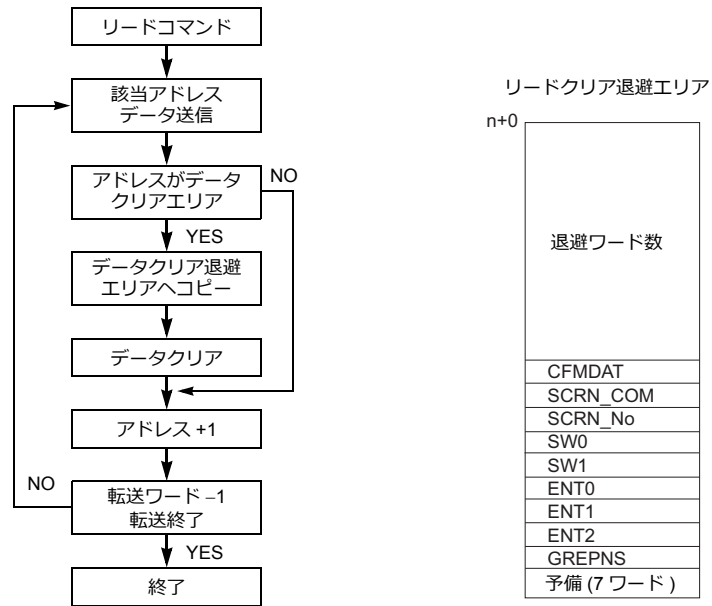 リードコマンド
該当アドレス
データ送信
アドレスがデータ
クリアエリア
NO
YES
データクリア退避
エリアへコピー
データクリア
アドレス +1
NO
転送ワード –1
転送終了
YES
終了
リードクリア退避エリア
n+0
退避ワード数
CFMDAT
SCRN_COM
SCRN_No
SW0
SW1
ENT0
ENT1
ENT2
GREPNS
予備 (7 ワード )